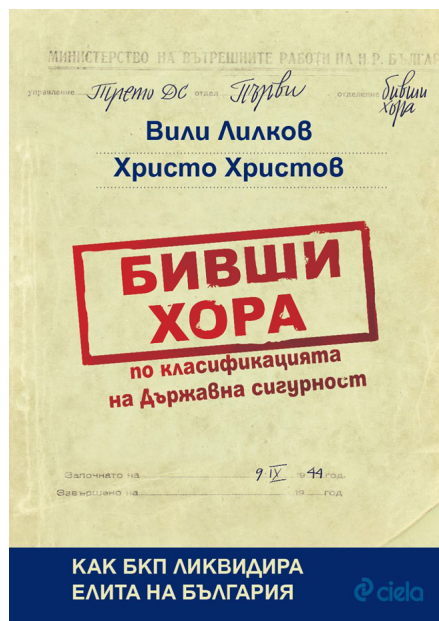 МИНИСТЕРСТВО НА ВЪТРЕШНИТЕ РАБОТИ НА Н. Р. БЪЛГАР
управление Трето ДС отдел Първи отделение бивши
хора
Вили Лилков
Христо Христов
БИВШИ
ХОРА
по класификацията
на Държавна сигурност
Започнато на 9 IX 1944 год.
Завършено на 19 год.
КАК БКП ЛИКВИДИРА
ЕЛИТА НА БЪЛГАРИЯ
ciela